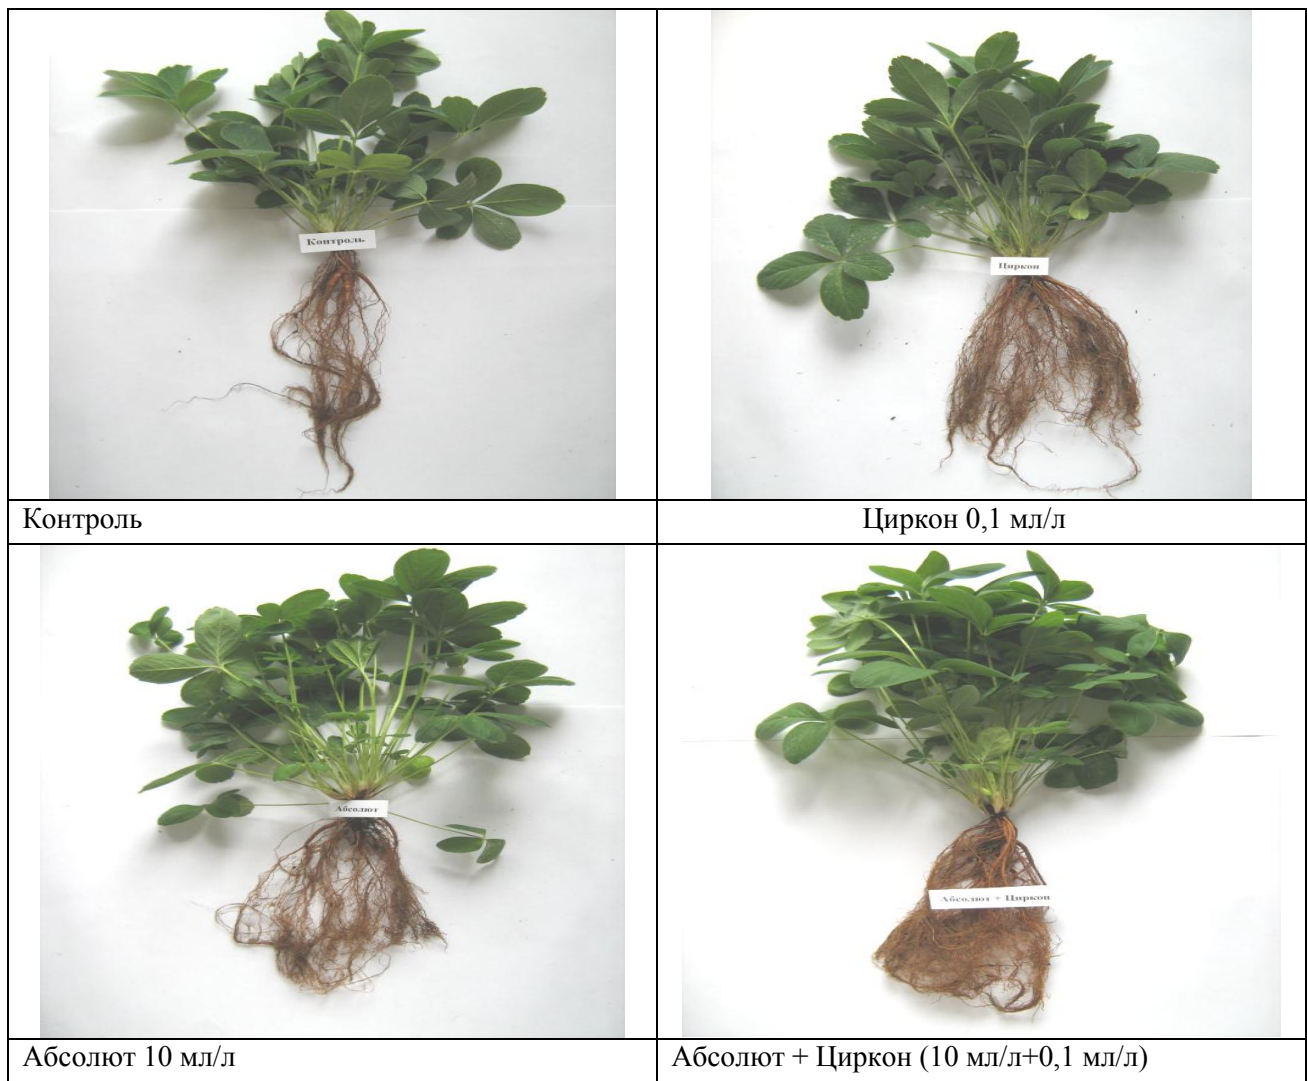 Контроль
Циркон
Контроль
Циркон 0,1 мл/л
Абсолют
Абсолют + Циркон
Абсолют 10 мл/л
Абсолют + Циркон (10 мл/л+0,1 мл/л)